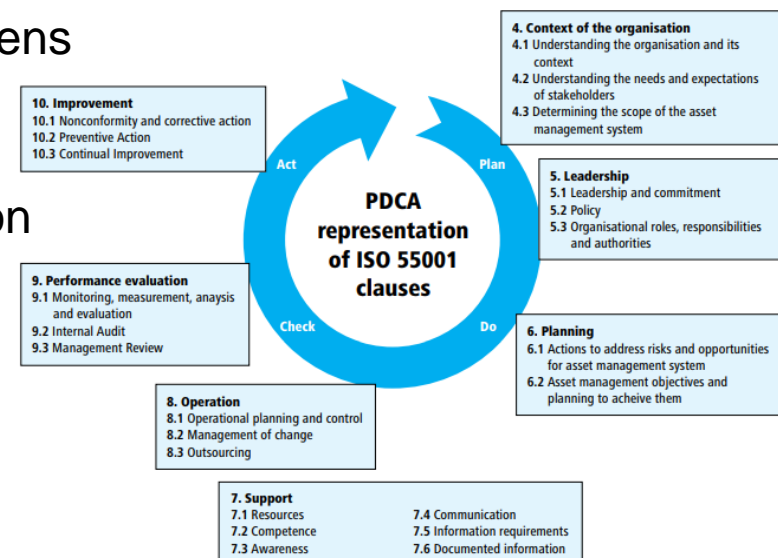 ens
on
4. Context of the organisation
4.1 Understanding the organisation and its
context
4.2 Understanding the needs and expectations
of stakeholders
4.3 Determining the scope of the asset
management system
10. Improvement
10.1 Nonconformity and corrective action
10.2 Preventive Action
10.3 Continual Improvement
Act
Plan
PDCA
representation
of ISO 55001
clauses
5. Leadership
5.1 Leadership and commitment
5.2 Policy
5.3 Organisational roles, responsibilities
and authorities
9. Performance evaluation
9.1 Monitoring, measurement, anaysis
and evaluation
9.2 Internal Audit
9.3 Management Review
Check
Do
6. Planning
6.1 Actions to address risks and opportunities
for asset management system
6.2 Asset management objectives and
planning to acheive them
8. Operation
8.1 Operational planning and control
8.2 Management of change
8.3 Outsourcing
7. Support
7.1 Resources
7.2 Competence
7.3 Awareness
7.4 Communication
7.5 Information requirements
7.6 Documented information